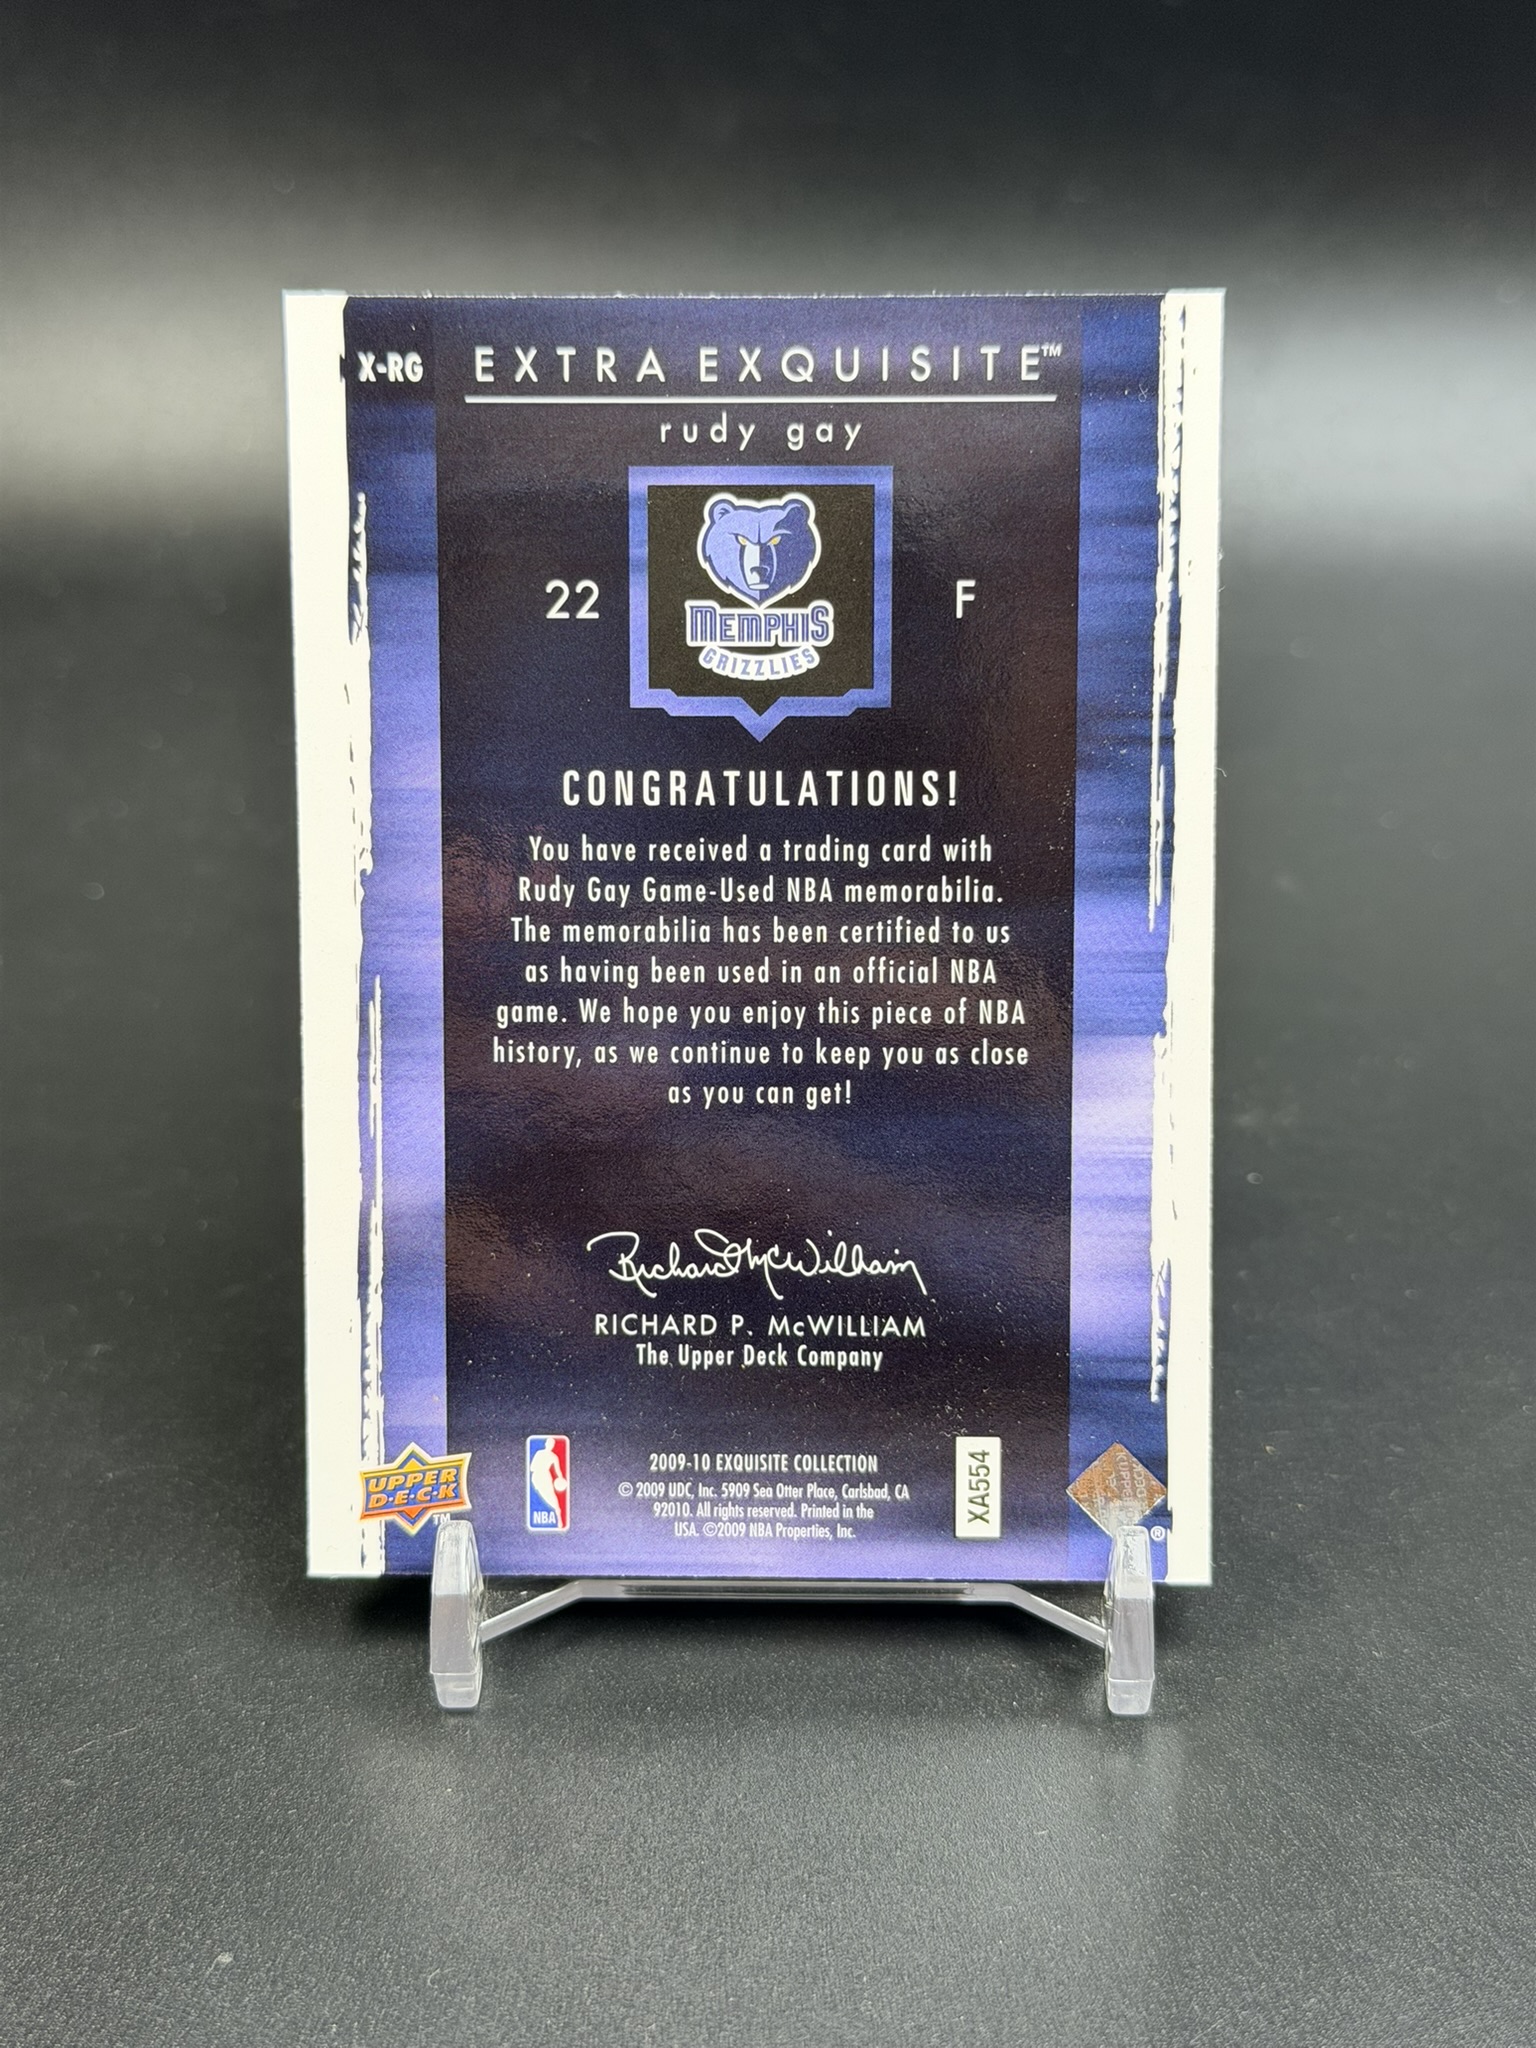 X-RG EXTRA EXQUISITE™
rudy gay
22 F
MEMPHIS
GRIZZLIES
CONGRATULATIONS!
You have received a trading card with
Rudy Gay Game-Used NBA memorabilia.
The memorabilia has been certified to us
as having been used in an official NBA
game. We hope you enjoy this piece of NBA
history, as we continue to keep you as close
as you can get!
Richard McWilliam
RICHARD P. McWILLIAM
The Upper Deck Company
UPPER
D·E·C·K
TM
NBA
2009-10 EXQUISITE COLLECTION
© 2009 UDC, Inc. 5909 Sea Otter Place, Carlsbad, CA
92010. All rights reserved. Printed in the
USA. ©2009 NBA Properties, Inc.
XA554
®